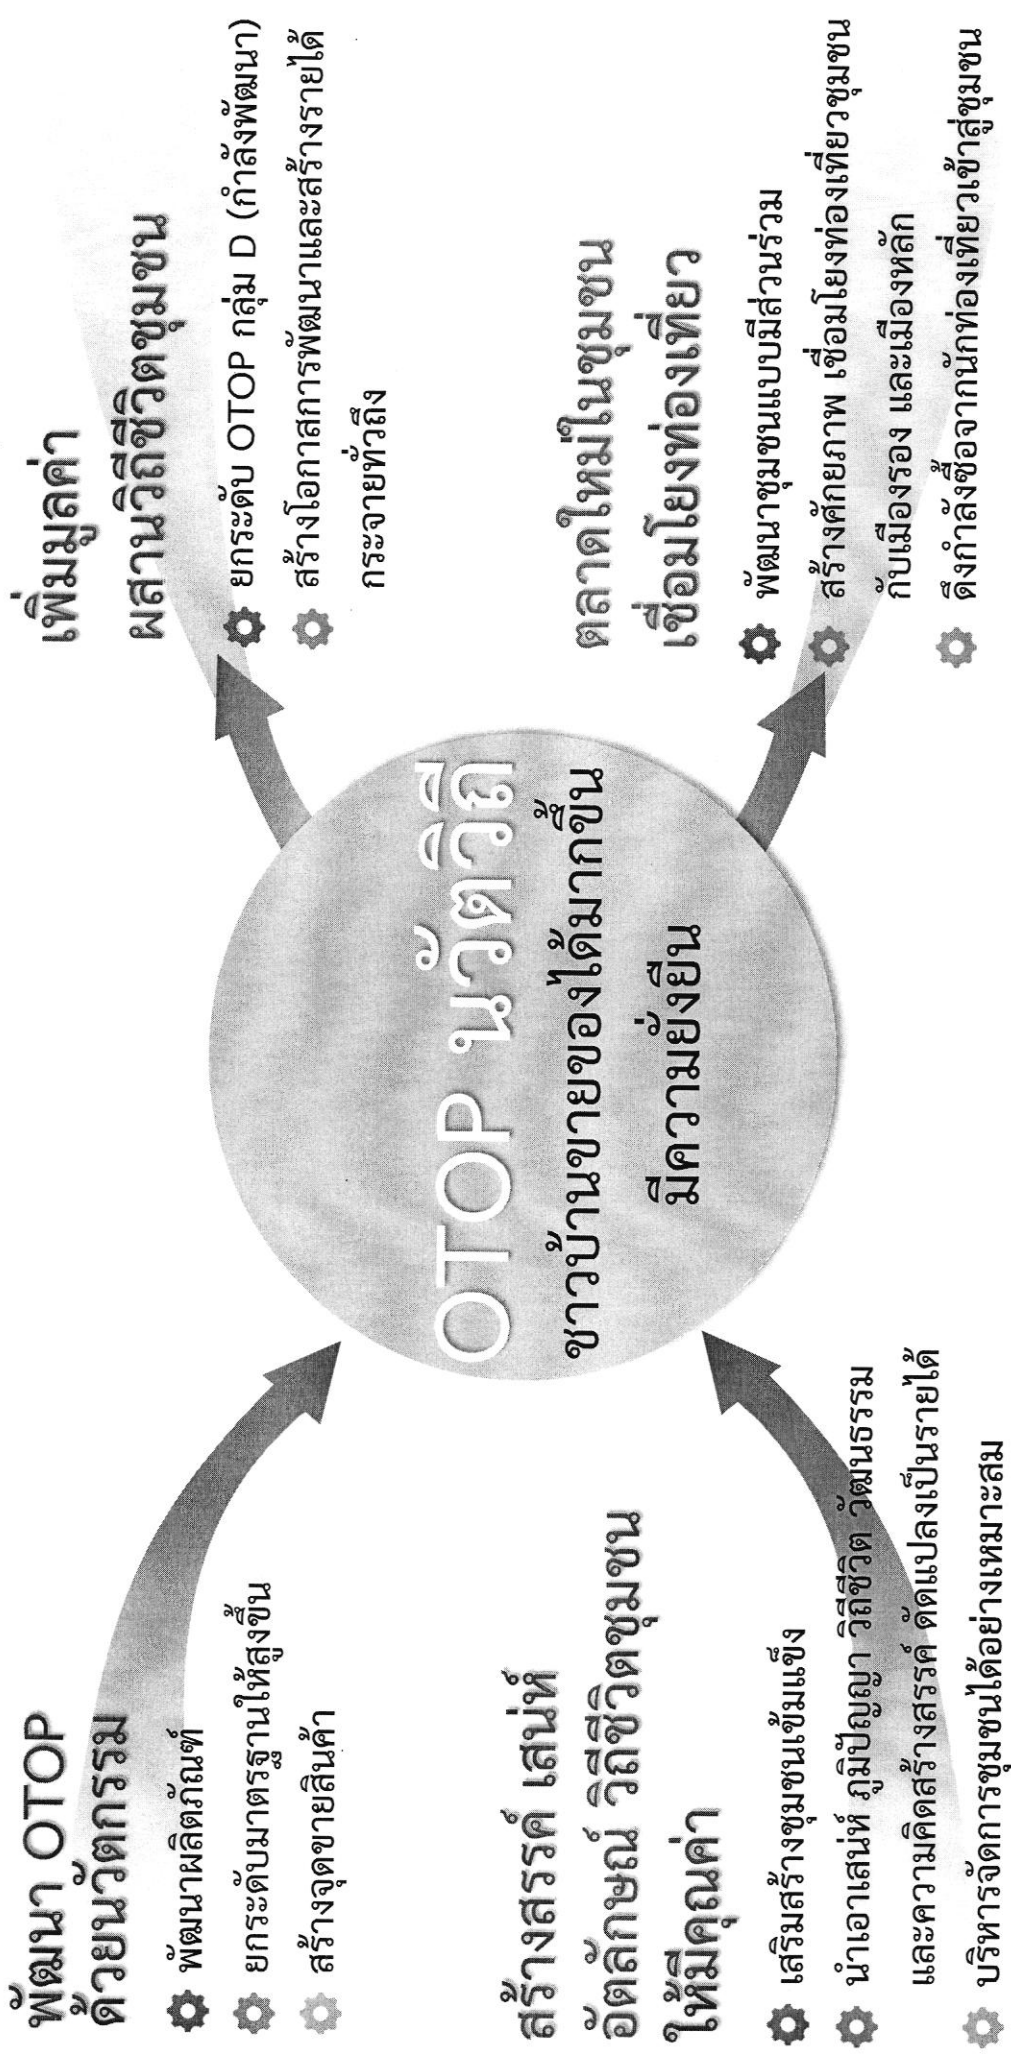 พัฒนา OTOP
ด้วยนวัตกรรม
พัฒนาผลิตภัณฑ์
ยกระดับมาตรฐานให้สูงขึ้น
สร้างจุดขายสินค้า
สร้างสรรค์ เสน่ห์
อัตลักษณ์ วิถีชีวิตชุมชน
ให้มีคุณค่า
เสริมสร้างชุมชนเข้มแข็ง
นำเอาเสน่ห์ ภูมิปัญญา วิถีชีวิต วัฒนธรรม
และความคิดสร้างสรรค์ ดัดแปลงเป็นรายได้
บริหารจัดการชุมชนได้อย่างเหมาะสม
OTOP นวัตวิถี
ชาวบ้านขายของได้มากขึ้น
มีความยั่งยืน
เพิ่มมูลค่า
ผสานวิถีชีวิตชุมชน
ยกระดับ OTOP กลุ่ม D (กำลังพัฒนา)
สร้างโอกาสการพัฒนาและสร้างรายได้
กระจายทั่วถึง
ตลาดใหม่ในชุมชน
เชื่อมโยงท่องเที่ยว
พัฒนาชุมชนแบบมีส่วนร่วม
สร้างศักยภาพ เชื่อมโยงท่องเที่ยวชุมชน
กับเมืองรอง และเมืองหลัก
ดึงกำลังซื้อจากนักท่องเที่ยวเข้าสู่ชุมชน